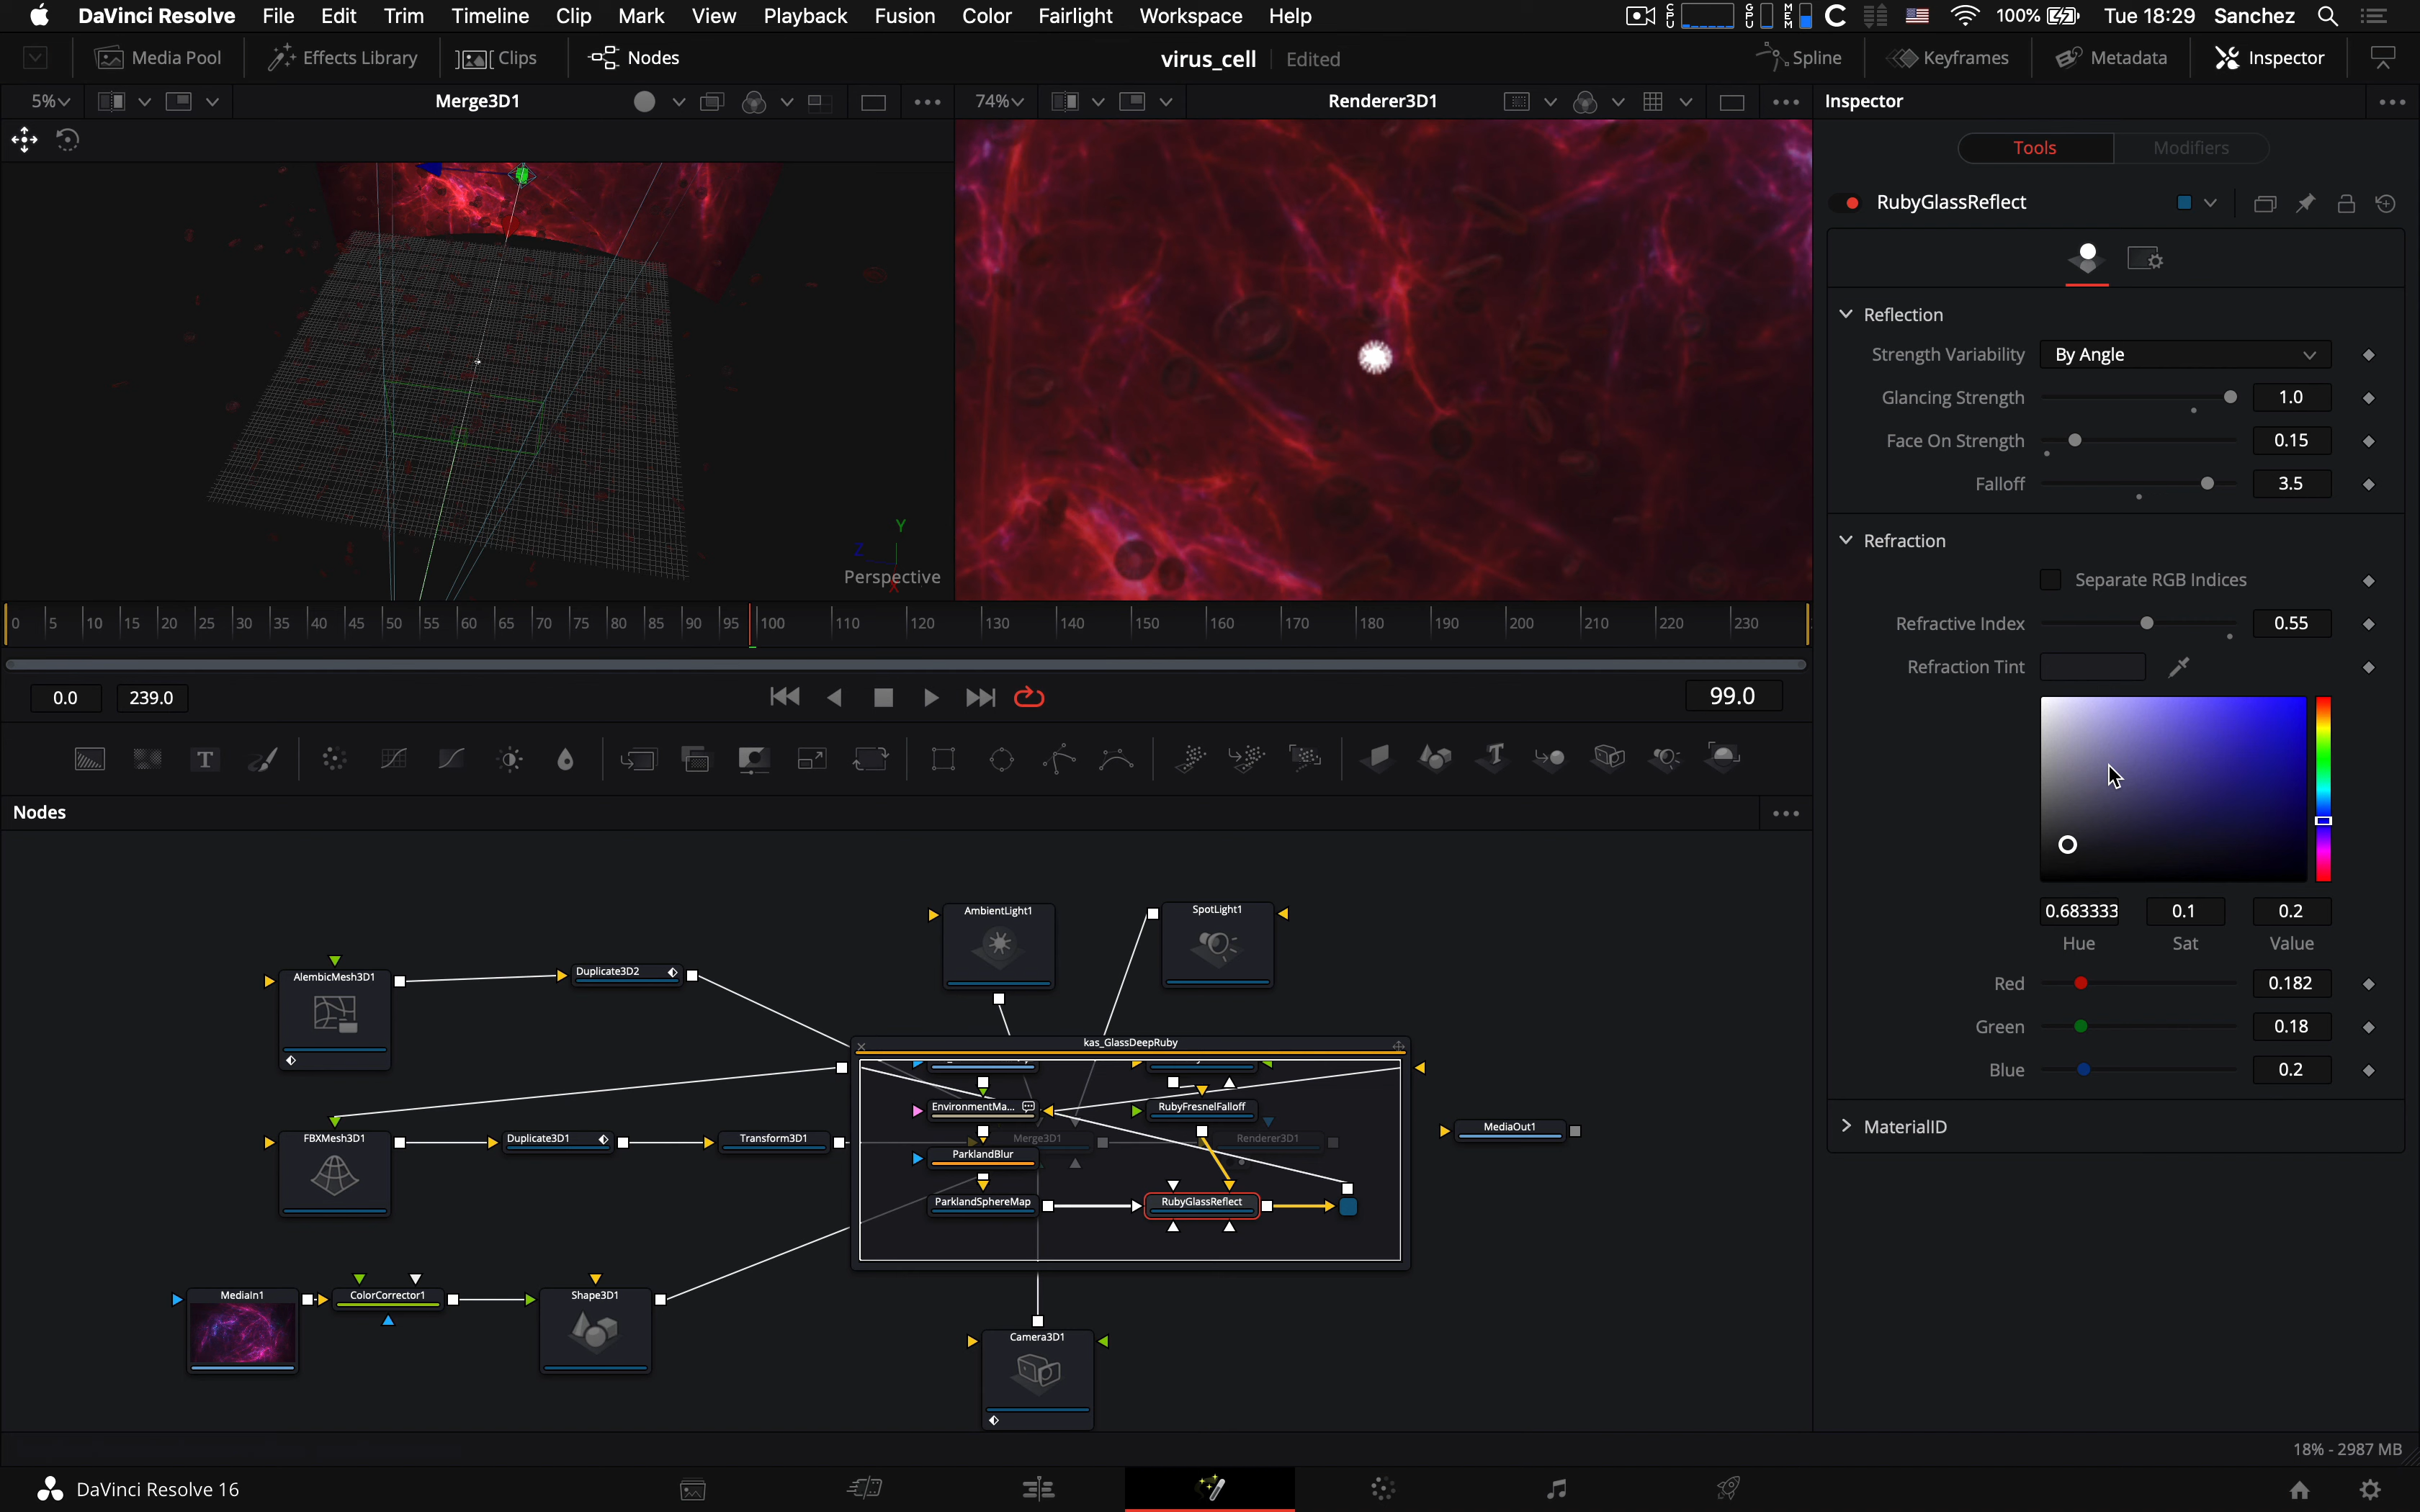 DaVinci Resolve File Edit Trim Timeline Clip Mark View Playback Fusion Color Fairlight Workspace Help CPU GPU MEM 100% Tue 18:29 Sanchez
Media Pool Effects Library Clips Nodes virus_cell Edited Spline Keyframes Metadata Inspector
5% Merge3D1 74% Renderer3D1 Inspector
Tools Modifiers
RubyGlassReflect
Reflection
Strength Variability By Angle
Glancing Strength 1.0
Face On Strength 0.15
Falloff 3.5
Refraction
Y
Z
Perspective
X
Separate RGB Indices
0 5 10 15 20 25 30 35 40 45 50 55 60 65 70 75 80 85 90 95 100 110 120 130 140 150 160 170 180 190 200 210 220 230
Refractive Index 0.55
Refraction Tint
0.0 239.0 99.0
T T
Nodes
0.683333 0.1 0.2
Hue Sat Value
Red 0.182
Green 0.18
Blue 0.2
MaterialID
AmbientLight1 SpotLight1
AlembicMesh3D1 Duplicate3D2
kas_GlassDeepRuby
EnvironmentMa... RubyFresnelFalloff
FBXMesh3D1 Duplicate3D1 Transform3D1 Merge3D1 Renderer3D1 MediaOut1
ParklandBlur
ParklandSphereMap RubyGlassReflect
MediaIn1 ColorCorrector1 Shape3D1
Camera3D1
18% - 2987 MB
DaVinci Resolve 16